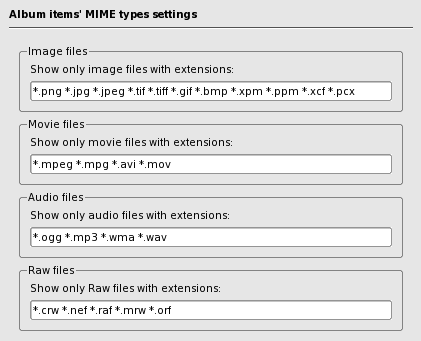 Album items' MIME types settings
Image files
Show only image files with extensions:
*.png *.jpg *.jpeg *.tif *.tiff *.gif *.bmp *.xpm *.ppm *.xcf *.pcx
Movie files
Show only movie files with extensions:
*.mpeg *.mpg *.avi *.mov
Audio files
Show only audio files with extensions:
*.ogg *.mp3 *.wma *.wav
Raw files
Show only Raw files with extensions:
*.crw *.nef *.raf *.mrw *.orf